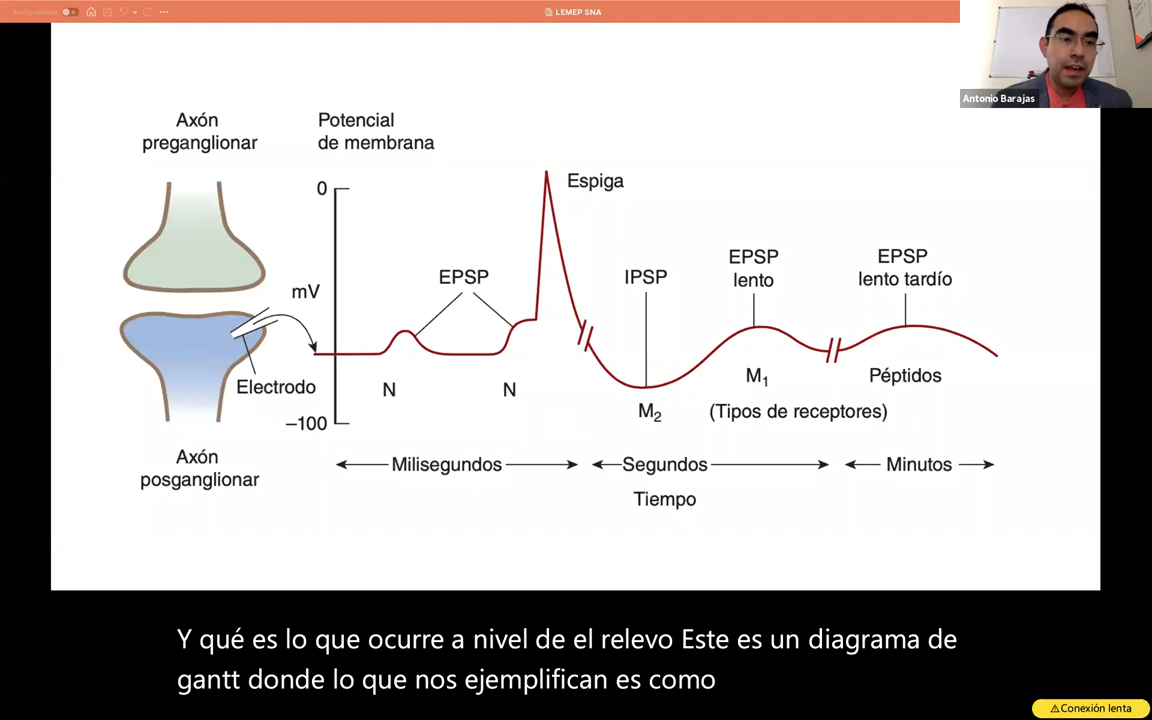 Autoguardado
LEMEP SNA
Antonio Barajas
Axón
preganglionar
Potencial
de membrana
0
Espiga
EPSP
IPSP
EPSP
lento
EPSP
lento tardío
mV
Electrodo
N
N
M1
Péptidos
M2
(Tipos de receptores)
–100
Axón
posganglionar
Milisegundos
Segundos
Minutos
Tiempo
Y qué es lo que ocurre a nivel de el relevo Este es un diagrama de
gantt donde lo que nos ejemplifican es como
⚠Conexión lenta